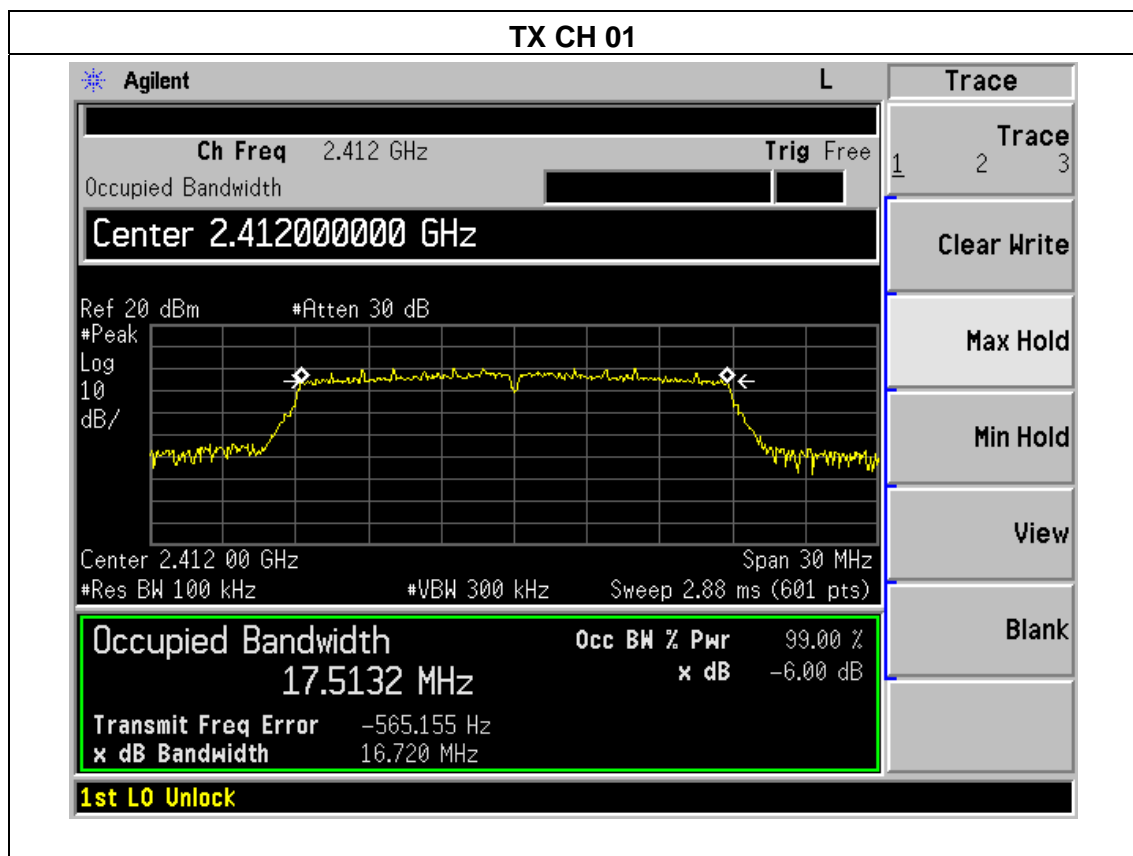 TX CH 01
Agilent
L
Trace
Ch Freq 2.412 GHz
Trig Free
Occupied Bandwidth
Center 2.412000000 GHz
Ref 20 dBm #Atten 30 dB
#Peak
Log
10
dB/
Center 2.412 00 GHz Span 30 MHz
#Res BW 100 kHz #VBW 300 kHz Sweep 2.88 ms (601 pts)
Occupied Bandwidth
17.5132 MHz
Occ BW % Pwr 99.00 %
x dB -6.00 dB
Transmit Freq Error -565.155 Hz
x dB Bandwidth 16.720 MHz
1st LO Unlock
Trace
1 2 3
Clear Write
Max Hold
Min Hold
View
Blank